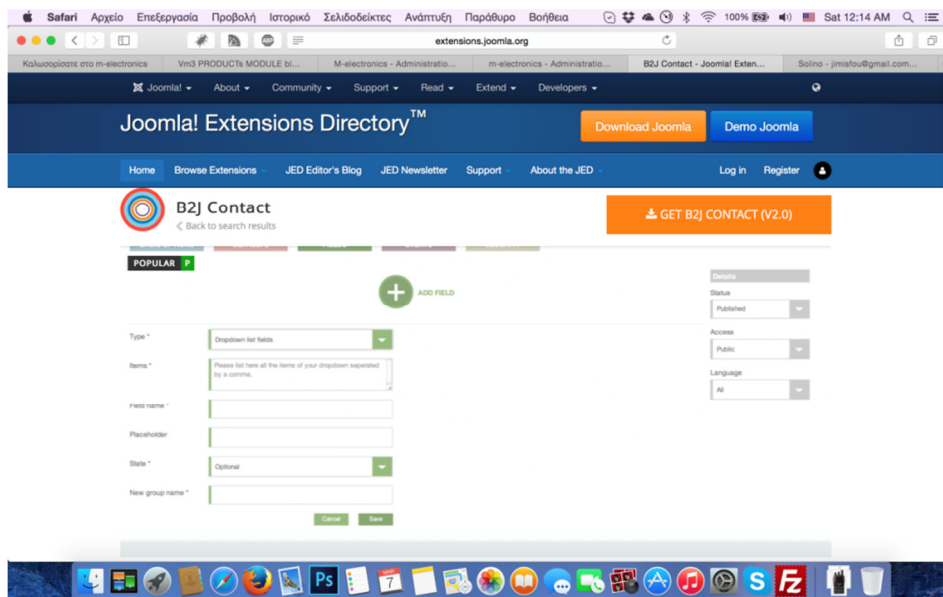 Safari Αρχείο Επεξεργασία Προβολή Ιστορικό Σελιδοδείκτες Ανάπτυξη Παράθυρο Βοήθεια 100% Sat 12:14 AM
extensions.joomla.org
Καλωσορίσατε στο m-electronics Vm3 PRODUCTs MODULE bl... M-electronics - Administratio... m-electronics - Administratio... B2J Contact - Joomla! Exten... Solino - jimisfou@gmail.com...
Joomla! About Community Support Read Extend Developers
Joomla! Extensions Directory™ Download Joomla Demo Joomla
Home Browse Extensions JED Editor's Blog JED Newsletter Support About the JED Log in Register
B2J Contact
Back to search results
GET B2J CONTACT (V2.0)
POPULAR P
ADD FIELD
Details
Status
Published
Access
Public
Language
All
Type * Dropdown list fields
Items * Please list here all the items of your dropdown seperated
by a comma.
Field name *
Placeholder
State * Optional
New group name *
Cancel Save
Ps
7
S
Fz